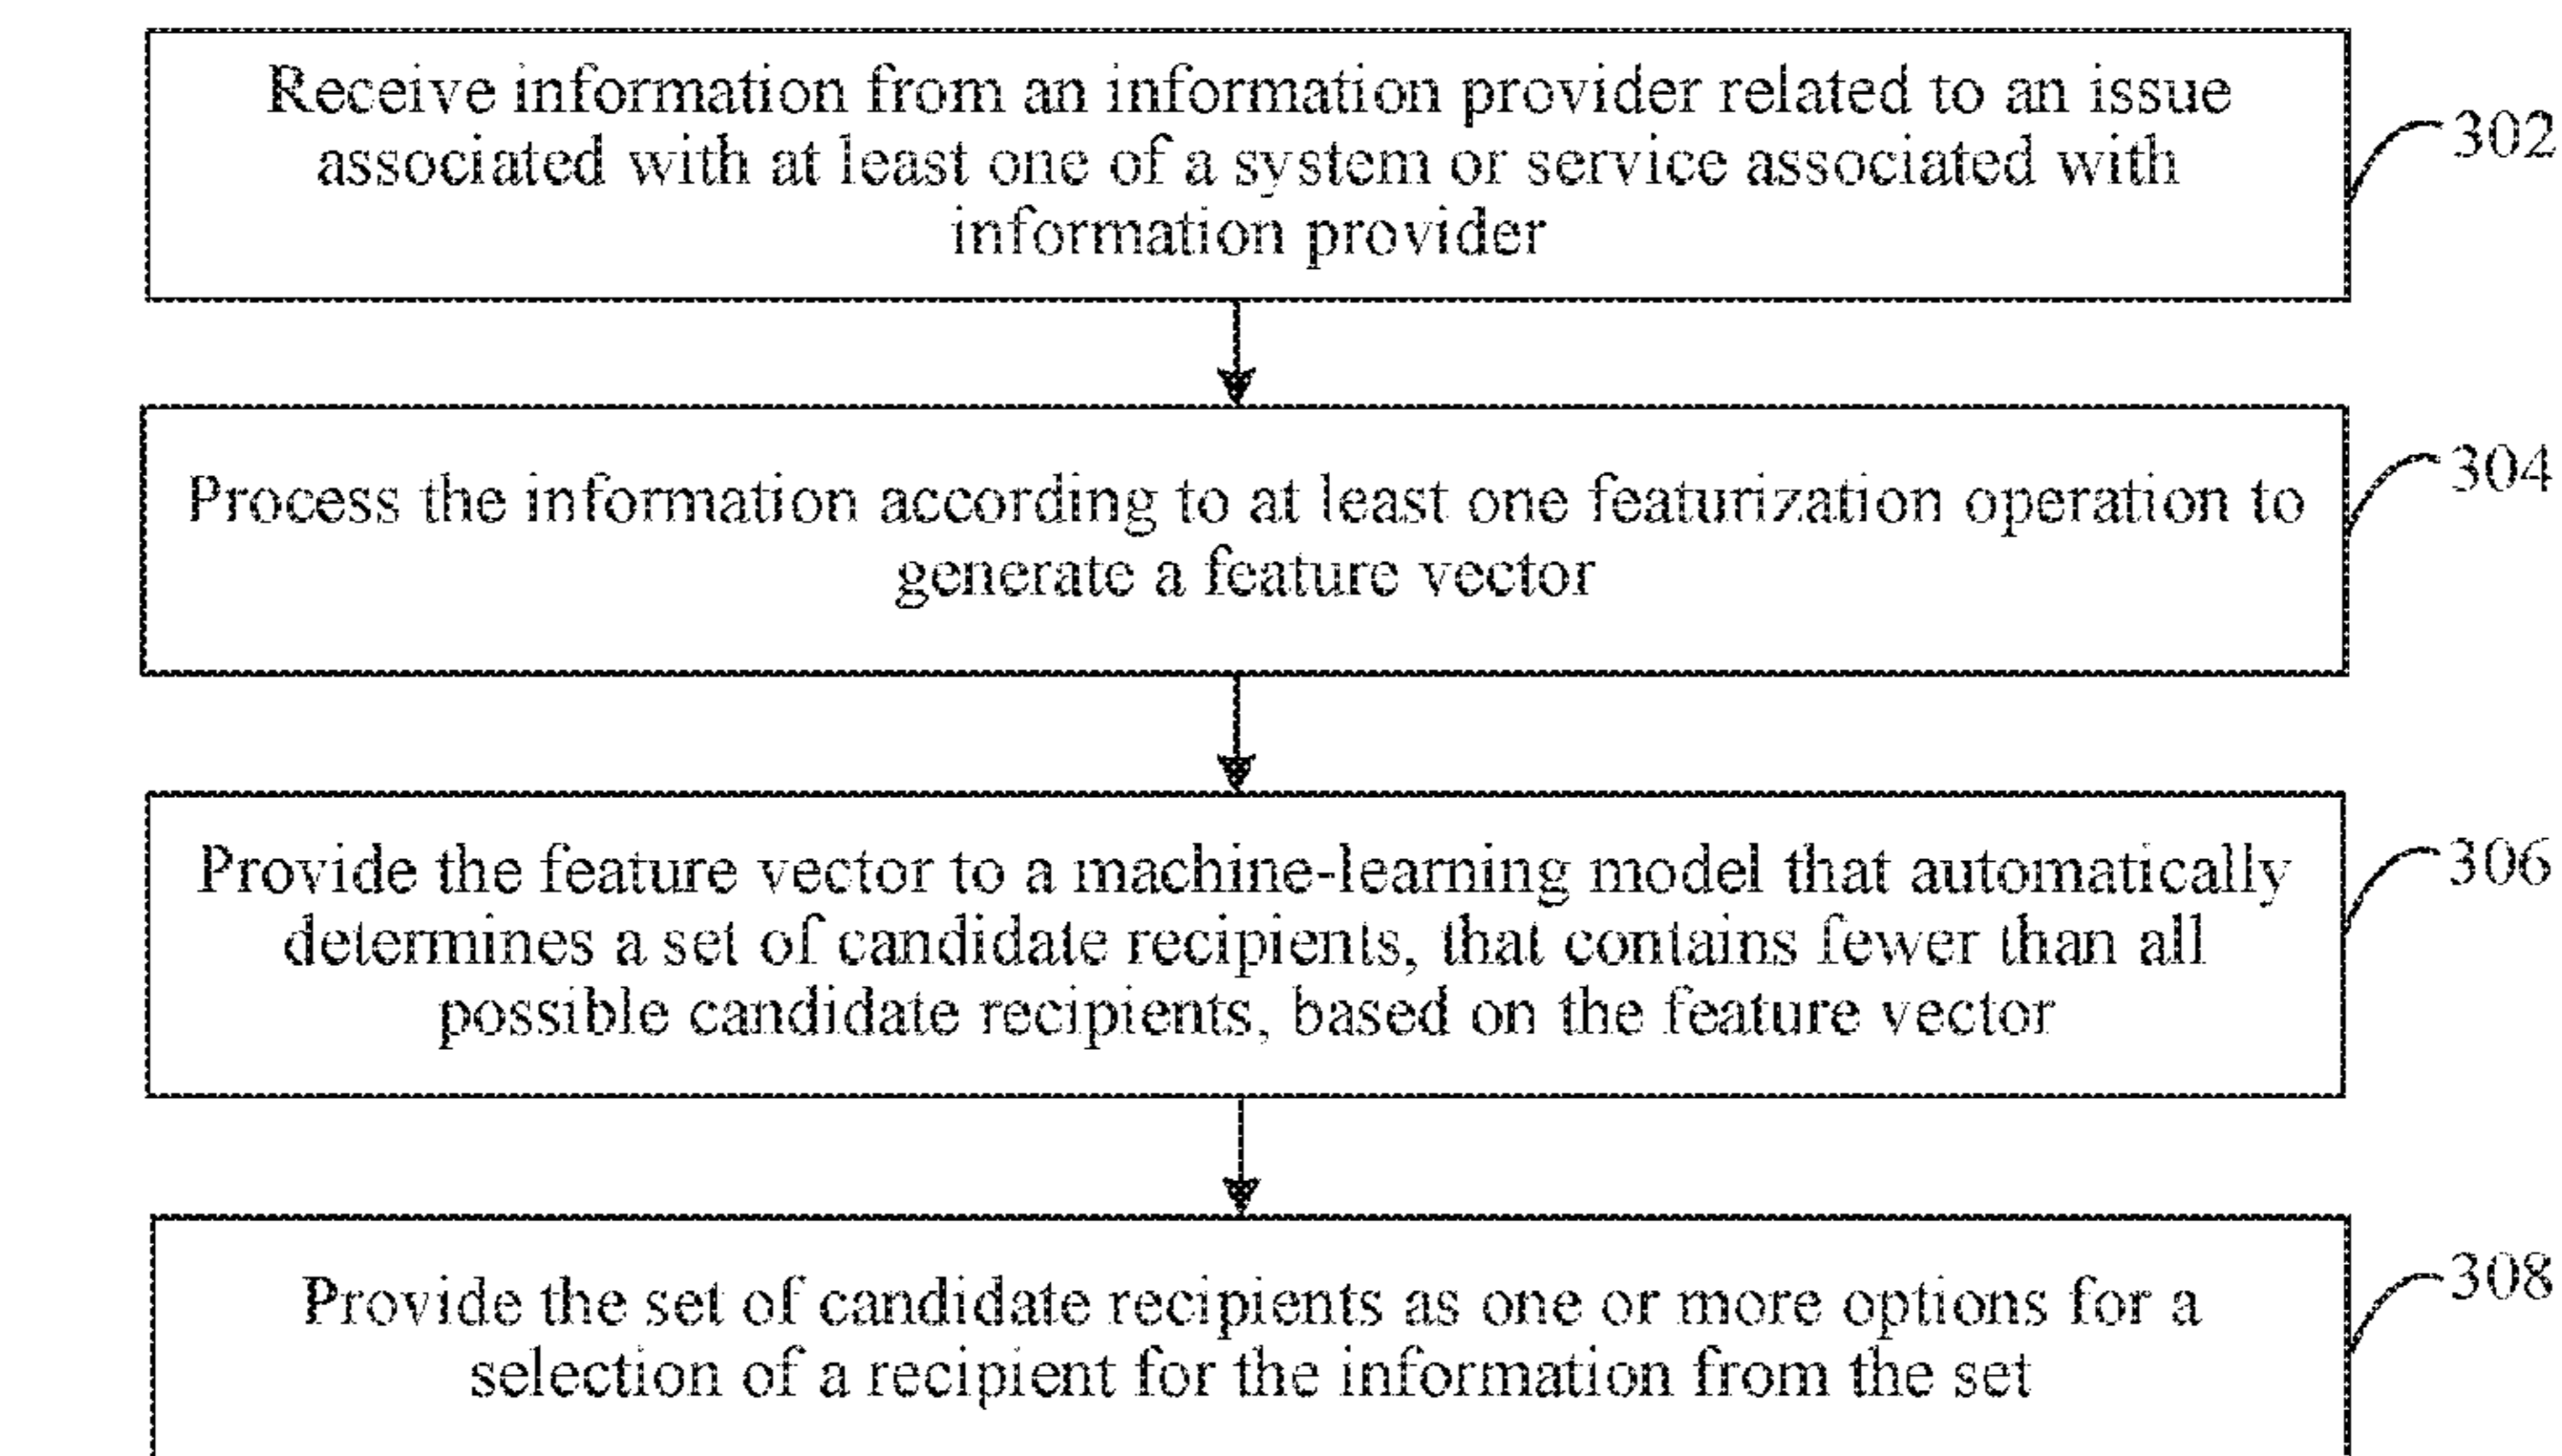 Receive information from an information provider related to an issue
associated with at least one of a system or service associated with
information provider
302
Process the information according to at least one featurization operation to
generate a feature vector
304
Provide the feature vector to a machine-learning model that automatically
determines a set of candidate recipients, that contains fewer than all
possible candidate recipients, based on the feature vector
306
Provide the set of candidate recipients as one or more options for a
selection of a recipient for the information from the set
308